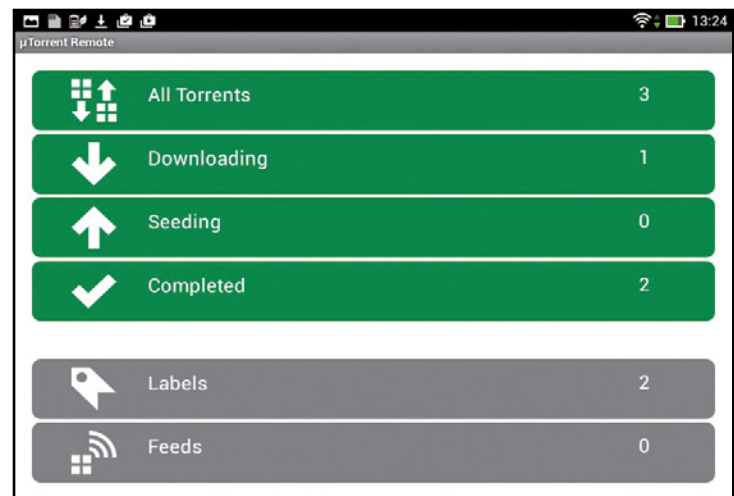 13:24
µTorrent Remote
All Torrents 3
Downloading 1
Seeding 0
Completed 2
Labels 2
Feeds 0